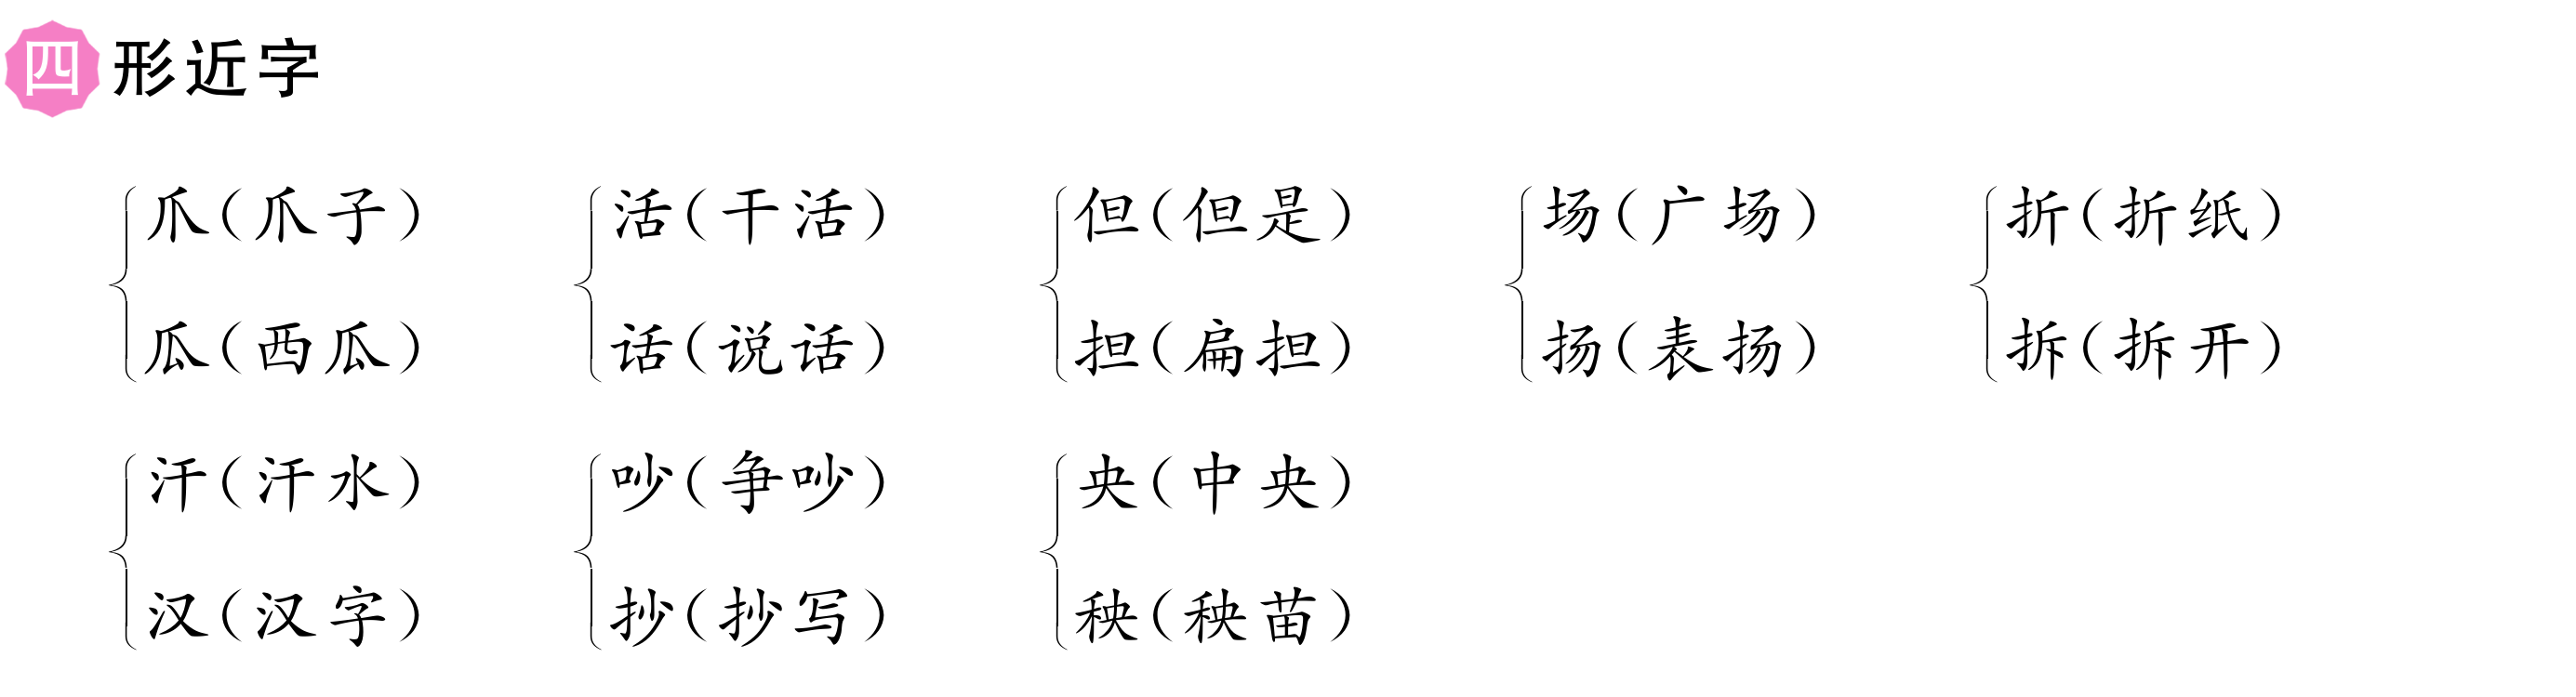 四 形近字
爪(爪子) 活(干活) 但(但是) 场(广场) 折(折纸)
瓜(西瓜) 话(说话) 担(扁担) 扬(表扬) 拆(拆开)
汗(汗水) 吵(争吵) 央(中央)
汉(汉字) 抄(抄写) 秧(秧苗)